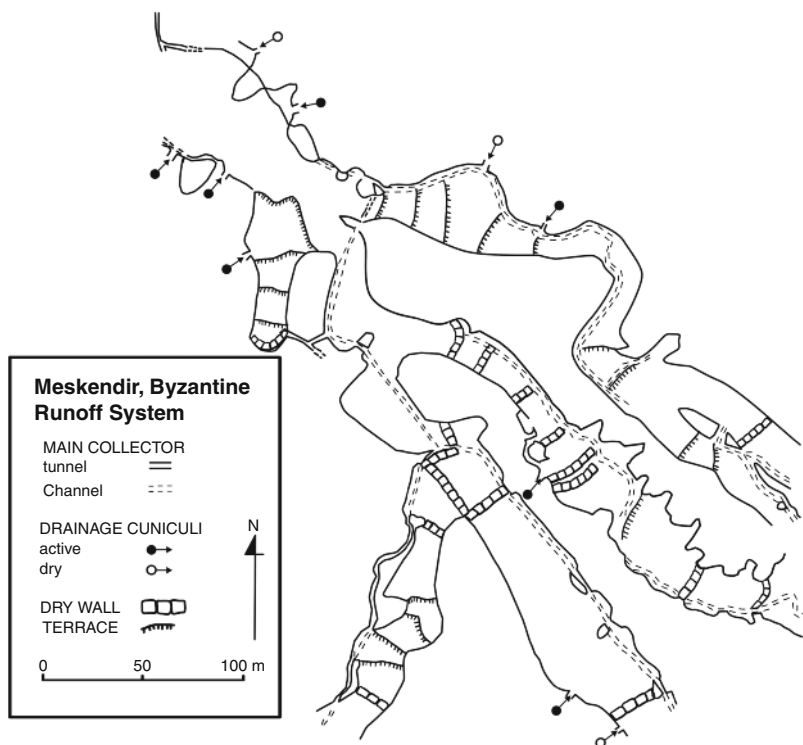 Meskendir, Byzantine
Runoff System
MAIN COLLECTOR
tunnel
Channel
DRAINAGE CUNICULI
active
dry
N
DRY WALL
TERRACE
0 50 100 m